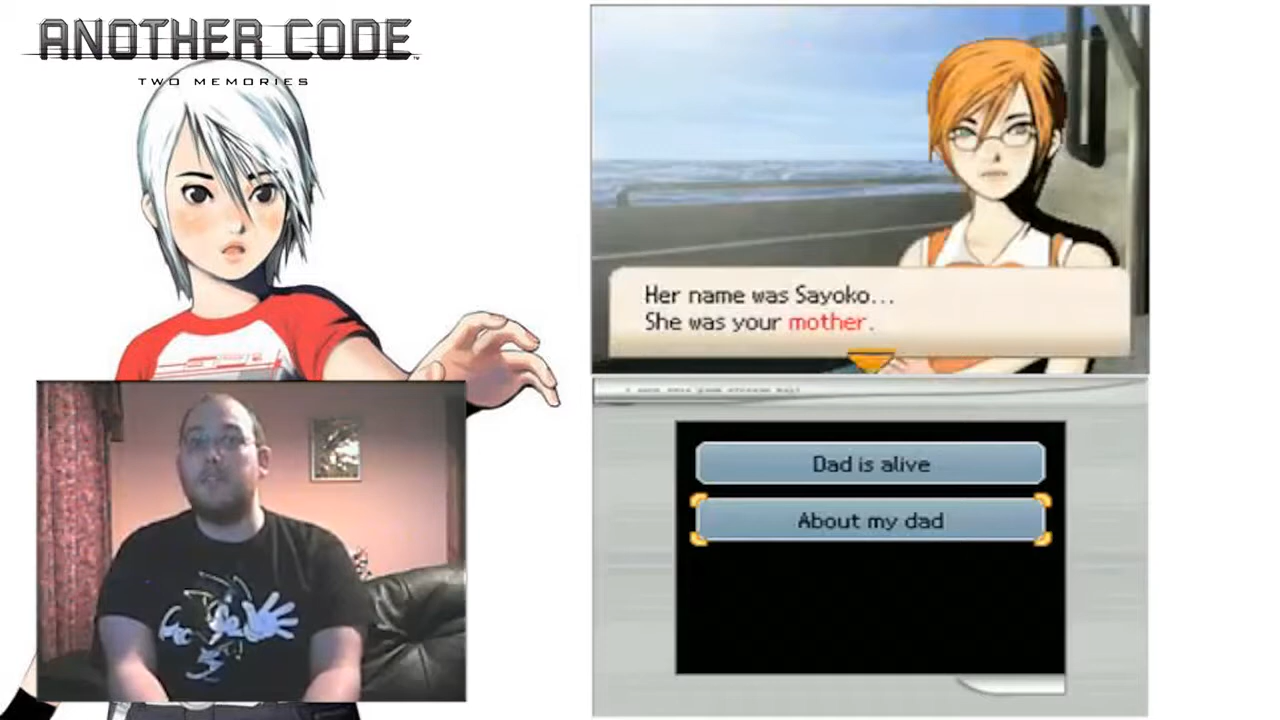 ANOTHER CODE
TWO MEMORIES
Her name was Sayoko...
She was your mother.
Dad is alive
About my dad